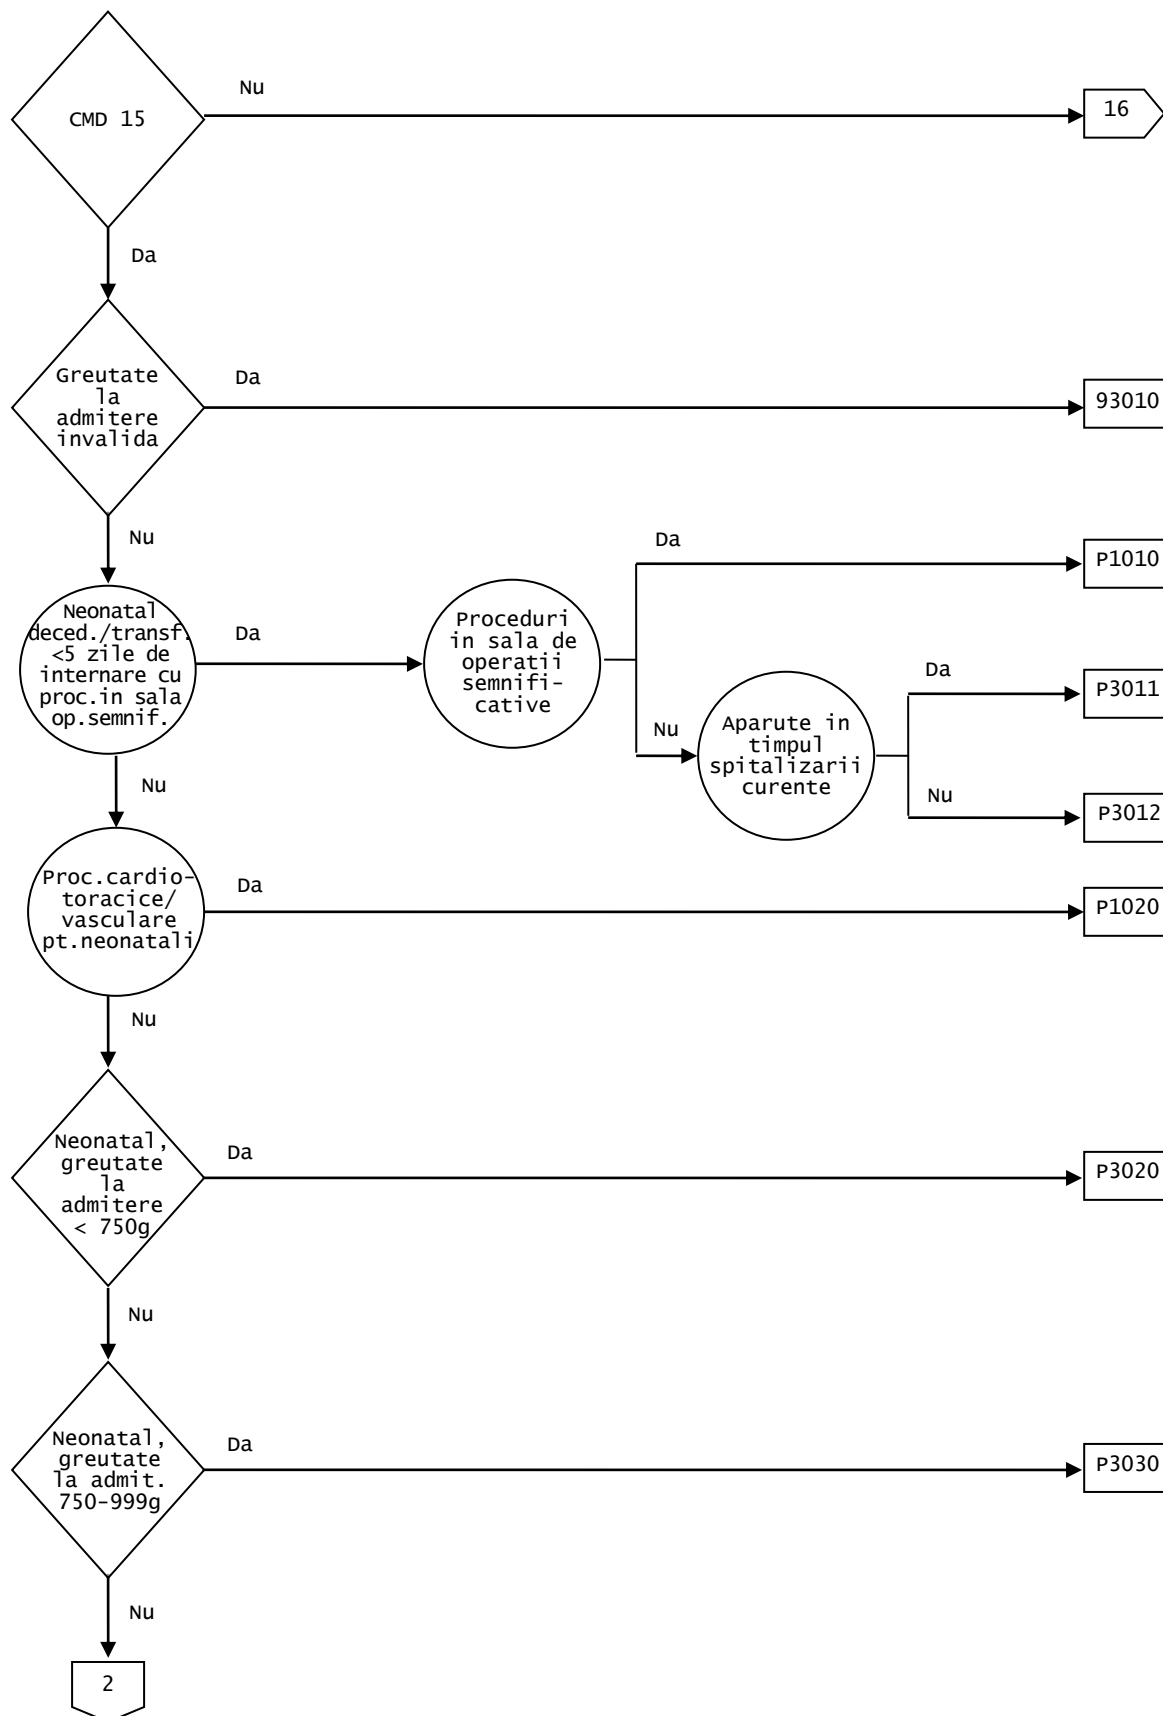 Nu
CMD 15
16
Da
Greutate
la
admitere
invalida
Da
93010
Nu
Neonatal
deced./transf.
<5 zile de
internare cu
proc.in sala
op.semnif.
Da
Proceduri
in sala de
operatii
semnifi-
cative
Da
P1010
Nu
Aparute in
timpul
spitalizarii
curente
Da
P3011
Nu
P3012
Nu
Proc.cardio-
toracice/
vasculare
pt.neonatali
Da
P1020
Nu
Neonatal,
greutate
la
admitere
< 750g
Da
P3020
Nu
Neonatal,
greutate
la admit.
750-999g
Da
P3030
Nu
2